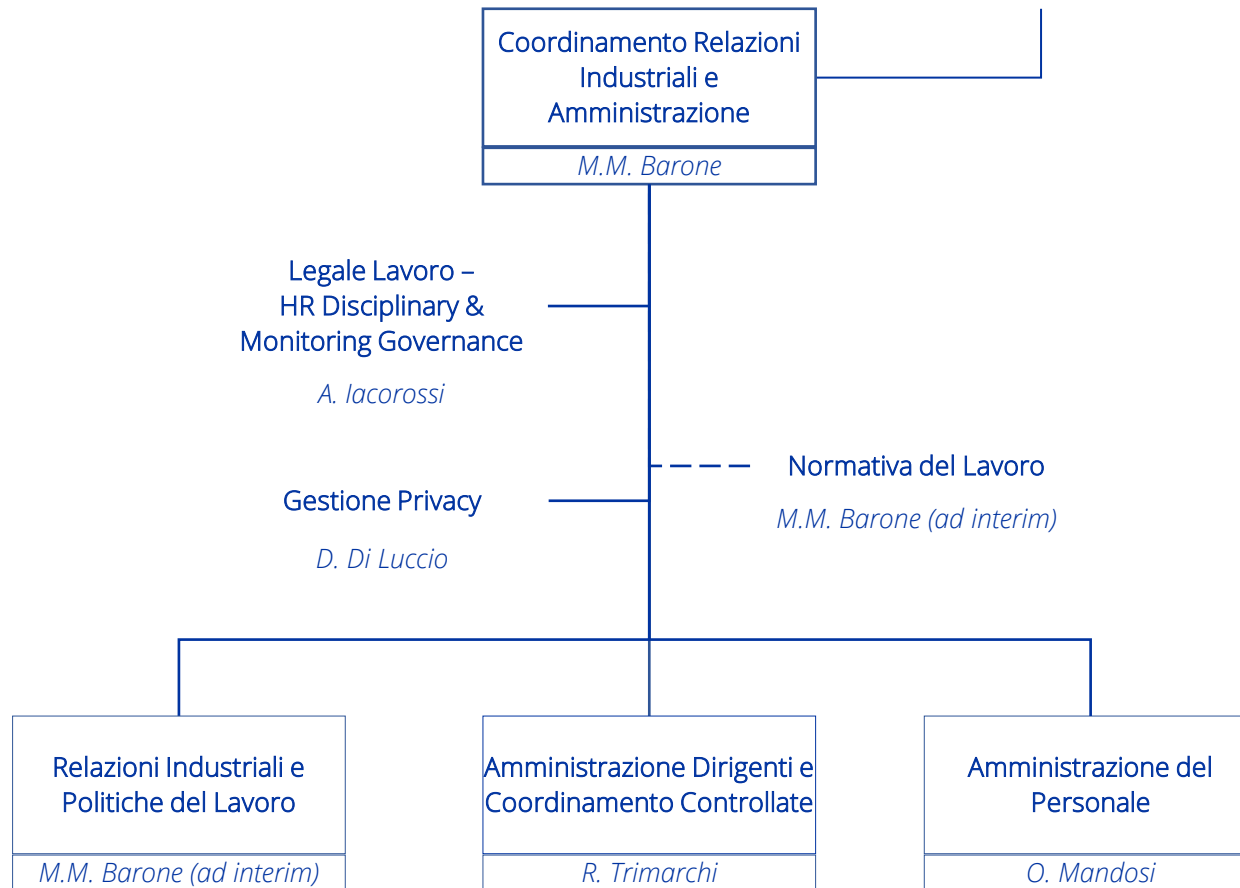 Coordinamento Relazioni
Industriali e
Amministrazione
M.M. Barone
Legale Lavoro –
HR Disciplinary &
Monitoring Governance
A. Iacorossi
Normativa del Lavoro
M.M. Barone (ad interim)
Gestione Privacy
D. Di Luccio
Relazioni Industriali e
Politiche del Lavoro
M.M. Barone (ad interim)
Amministrazione Dirigenti e
Coordinamento Controllate
R. Trimarchi
Amministrazione del
Personale
O. Mandosi